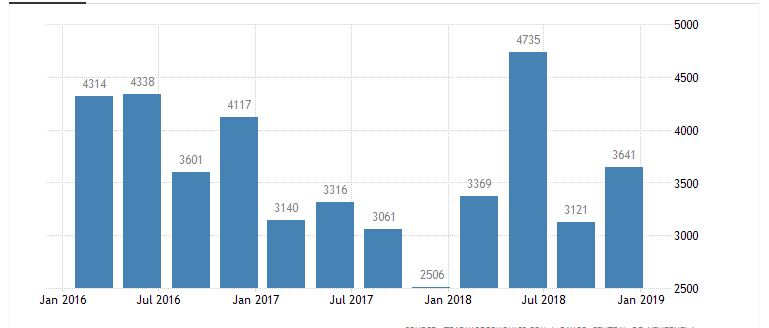 5000
4735
4500
4314
4338
4117
4000
3601
3641
3500
3369
3316
3140
3061
3121
3000
2506
2500
Jan 2016
Jul 2016
Jan 2017
Jul 2017
Jan 2018
Jul 2018
Jan 2019